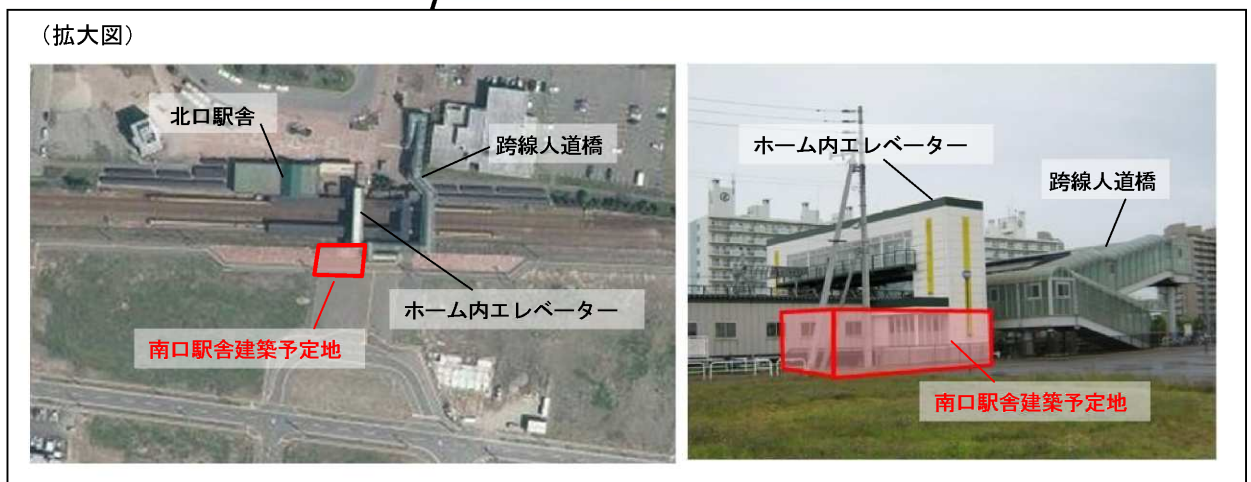 (拡大図)
北口駅舎
跨線人道橋
ホーム内エレベーター
南口駅舎建築予定地
ホーム内エレベーター
跨線人道橋
南口駅舎建築予定地